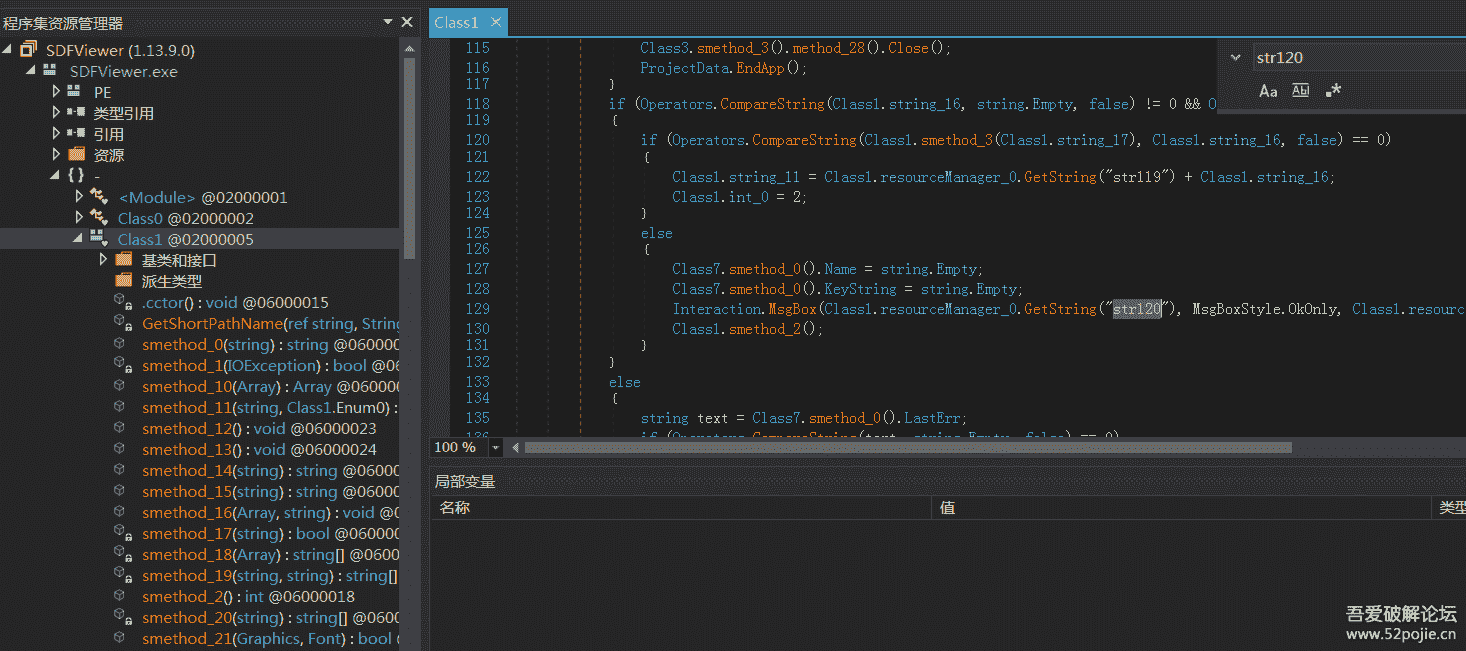 程序集资源管理器
SDFViewer (1.13.9.0)
SDFViewer.exe
PE
类型引用
引用
资源
{ } -
<Module> @02000001
Class0 @02000002
Class1 @02000005
基类和接口
派生类型
.cctor() : void @06000015
GetShortPathName(ref string, String
smethod_0(string) : string @06000
smethod_1(IOException) : bool @06
smethod_10(Array) : Array @06000
smethod_11(string, Class1.Enum0) :
smethod_12() : void @06000023
smethod_13() : void @06000024
smethod_14(string) : string @06000
smethod_15(string) : string @06000
smethod_16(Array, string) : void @0
smethod_17(string) : bool @06000
smethod_18(Array) : string[] @0600
smethod_19(string, string) : string[]
smethod_2() : int @06000018
smethod_20(string) : string[] @0600
smethod_21(Graphics, Font) : bool (
Class1
115 Class3.smethod_3().method_28().Close();
116 ProjectData.EndApp();
117 }
118 if (Operators.CompareString(Class1.string_16, string.Empty, false) != 0 && O
119 {
120 if (Operators.CompareString(Class1.smethod_3(Class1.string_17), Class1.string_16, false) == 0)
121 {
122 Class1.string_11 = Class1.resourceManager_0.GetString("str119") + Class1.string_16;
123 Class1.int_0 = 2;
124 }
125 else
126 {
127 Class7.smethod_0().Name = string.Empty;
128 Class7.smethod_0().KeyString = string.Empty;
129 Interaction.MsgBox(Class1.resourceManager_0.GetString("str120"), MsgBoxStyle.OkOnly, Class1.resourc
130 Class1.smethod_2();
131 }
132 }
133 else
134 {
135 string text = Class7.smethod_0().LastErr;
136 if (Operators.CompareString(text, string.Empty, false) == 0)
str120
Aa Ab .*
100 %
局部变量
名称 值 类型
吾爱破解论坛
www.52pojie.cn